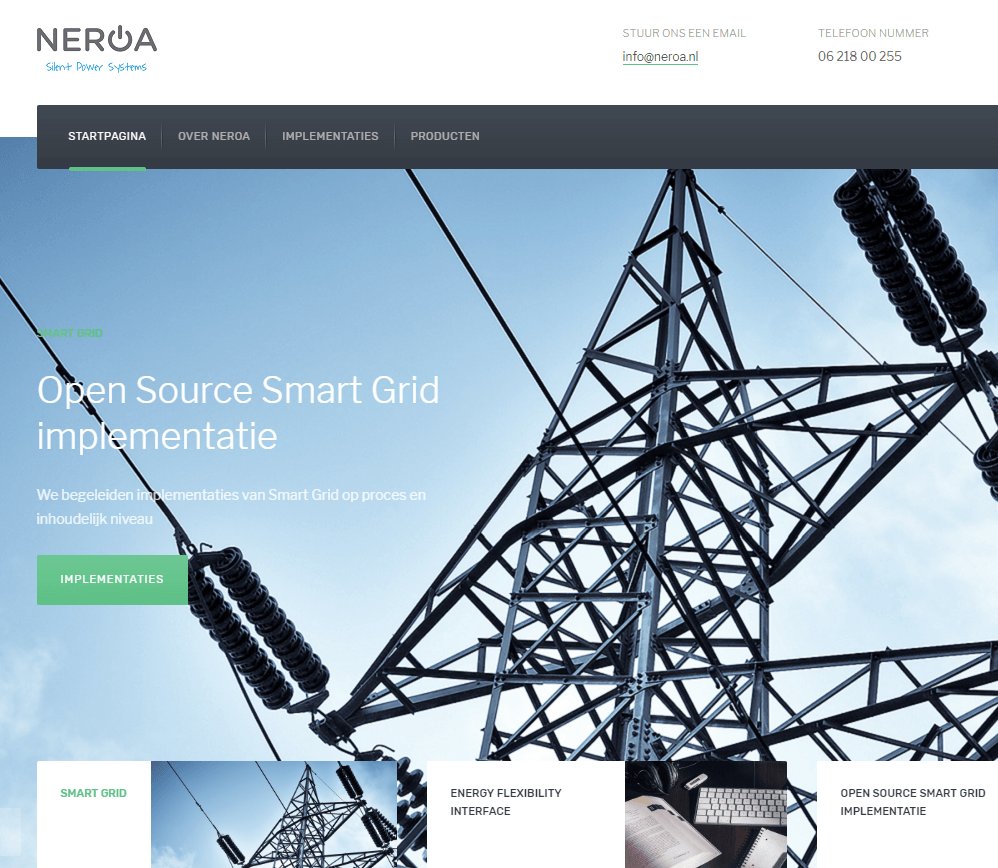 NEROA
Silent Power Systems
STUUR ONS EEN EMAIL
info@neroa.nl
TELEFOON NUMMER
06 218 00 255
STARTPAGINA
OVER NEROA
IMPLEMENTATIES
PRODUCTEN
SMART GRID
Open Source Smart Grid
implementatie
We begeleiden implementaties van Smart Grid op proces en
inhoudelijk niveau
IMPLEMENTATIES
SMART GRID
ENERGY FLEXIBILITY
INTERFACE
OPEN SOURCE SMART GRID
IMPLEMENTATIE